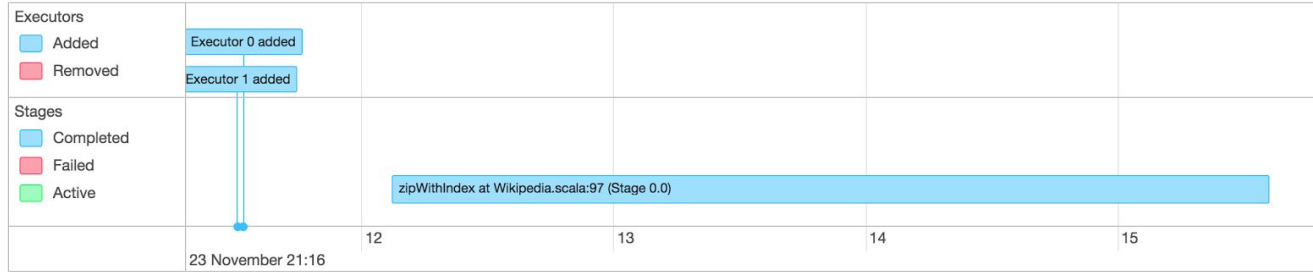 Executors
Added
Removed
Executor 0 added
Executor 1 added
Stages
Completed
Failed
Active
zipWithIndex at Wikipedia.scala:97 (Stage 0.0)
12 13 14 15
23 November 21:16